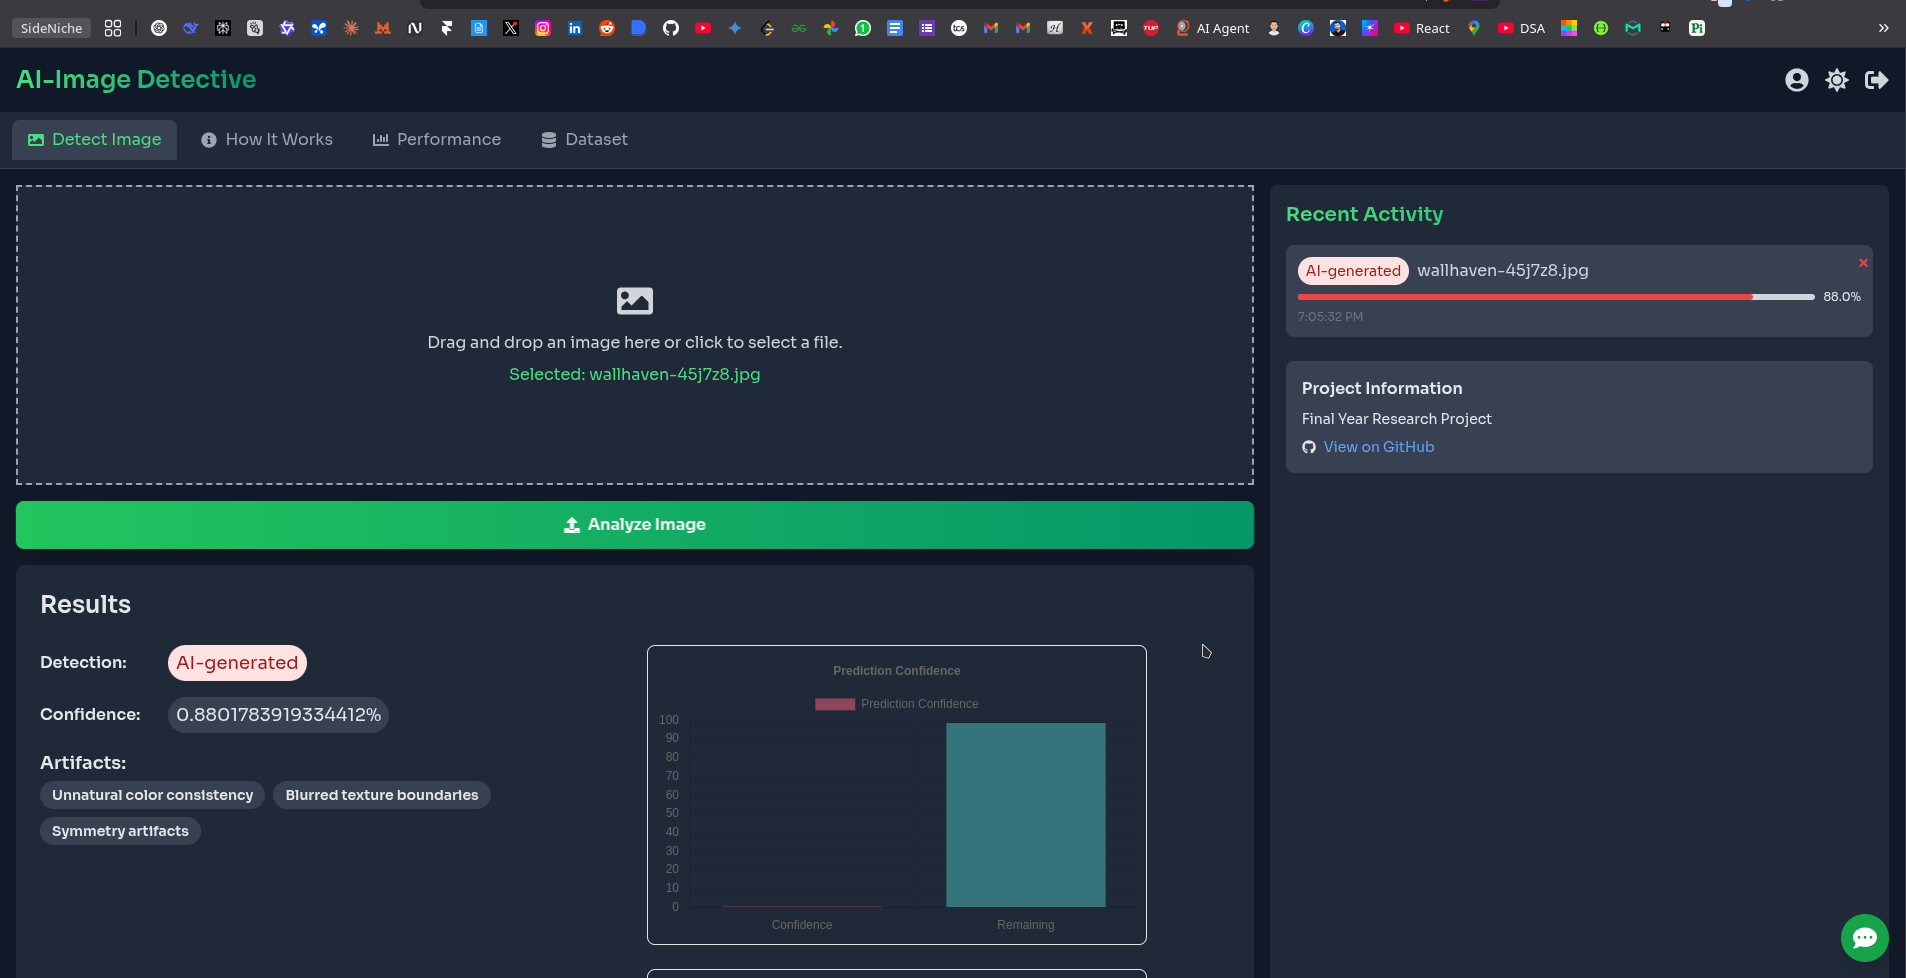 SideNiche
AI Agent
React
DSA
AI-Image Detective
Detect Image
How It Works
Performance
Dataset
Drag and drop an image here or click to select a file.
Selected: wallhaven-45j7z8.jpg
Analyze Image
Results
Detection: AI-generated
Confidence: 0.8801783919334412%
Artifacts:
Unnatural color consistency
Blurred texture boundaries
Symmetry artifacts
Prediction Confidence
Prediction Confidence
100
90
80
70
60
50
40
30
20
10
0
Confidence
Remaining
Recent Activity
AI-generated wallhaven-45j7z8.jpg
88.0%
7:05:32 PM
Project Information
Final Year Research Project
View on GitHub